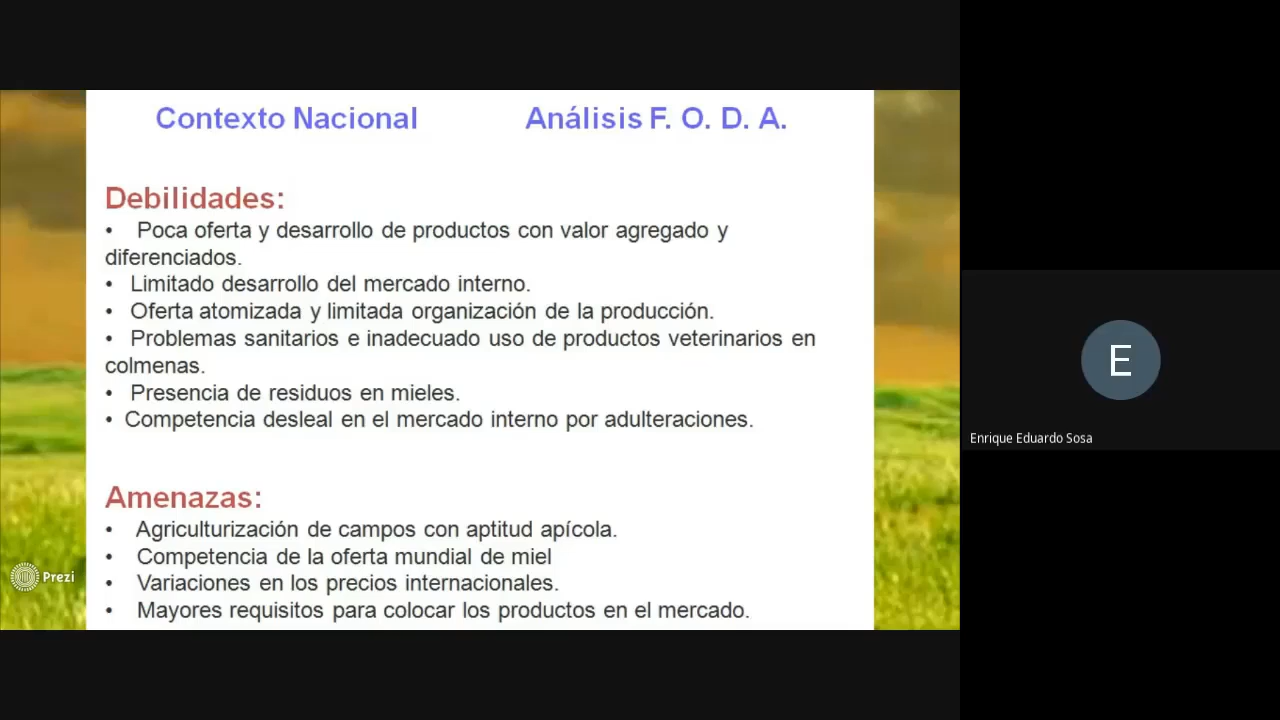 Contexto Nacional Análisis F. O. D. A.
Debilidades:
• Poca oferta y desarrollo de productos con valor agregado y
diferenciados.
• Limitado desarrollo del mercado interno.
• Oferta atomizada y limitada organización de la producción.
• Problemas sanitarios e inadecuado uso de productos veterinarios en
colmenas.
• Presencia de residuos en mieles.
• Competencia desleal en el mercado interno por adulteraciones.
Amenazas:
• Agriculturización de campos con aptitud apícola.
• Competencia de la oferta mundial de miel
• Variaciones en los precios internacionales.
• Mayores requisitos para colocar los productos en el mercado.
Prezi
E
Enrique Eduardo Sosa